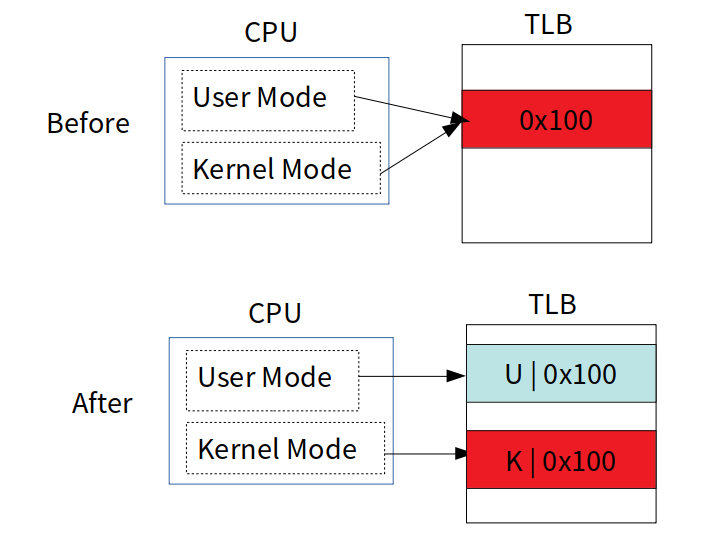 CPU
TLB
User Mode
Before
0x100
Kernel Mode
CPU
TLB
User Mode
U | 0x100
After
Kernel Mode
K | 0x100